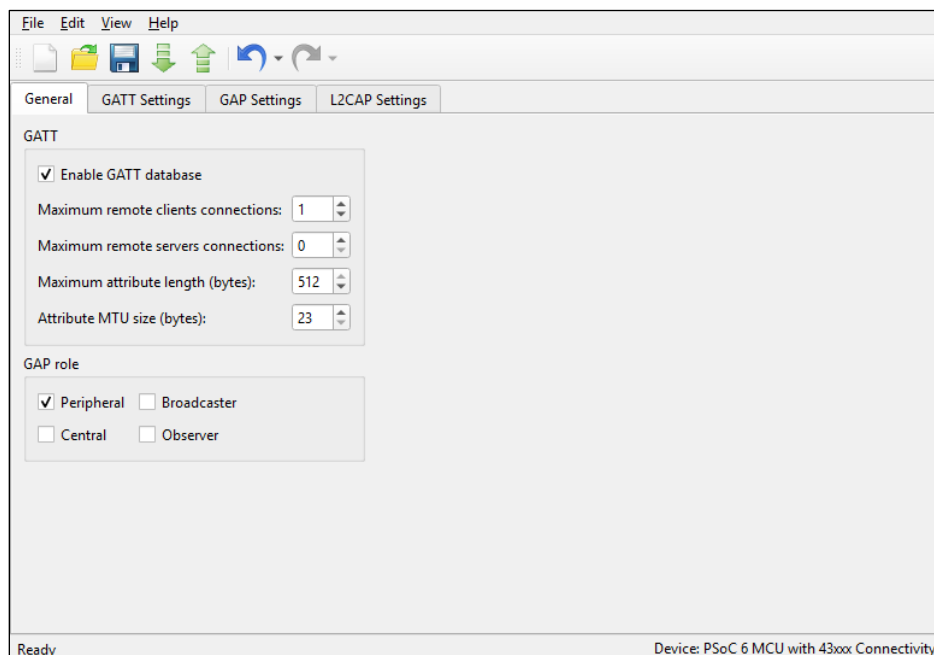 File Edit View Help
General GATT Settings GAP Settings L2CAP Settings
GATT
Enable GATT database
Maximum remote clients connections: 1
Maximum remote servers connections: 0
Maximum attribute length (bytes): 512
Attribute MTU size (bytes): 23
GAP role
Peripheral Broadcaster
Central Observer
Ready Device: PSoC 6 MCU with 43xxx Connectivity